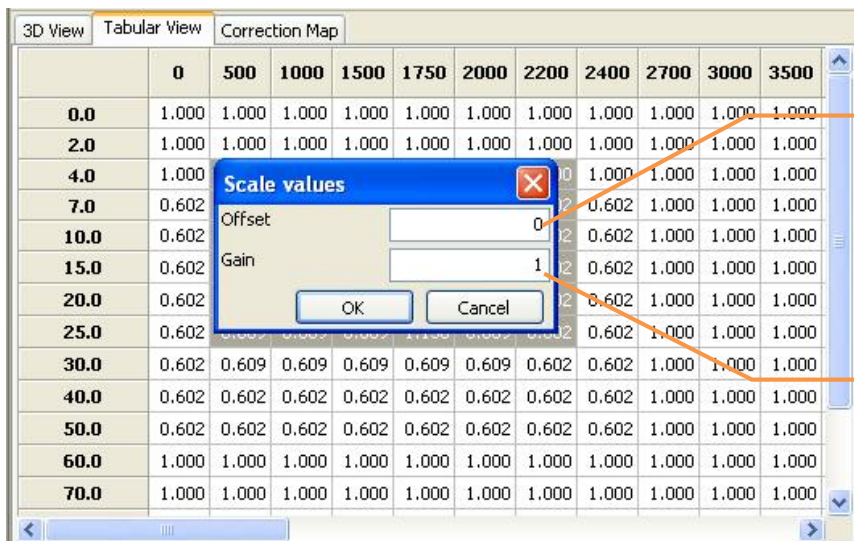 3D View Tabular View Correction Map
0 500 1000 1500 1750 2000 2200 2400 2700 3000 3500
0.0 1.000 1.000 1.000 1.000 1.000 1.000 1.000 1.000 1.000 1.000 1.000
2.0 1.000 1.000 1.000 1.000 1.000 1.000 1.000 1.000 1.000 1.000 1.000
4.0 1.000 1.000 1.000 1.000 1.000
Scale values
7.0 0.602 0.602 1.000 1.000 1.000
Offset 0
10.0 0.602 0.602 1.000 1.000 1.000
Gain 1
15.0 0.602 0.602 1.000 1.000 1.000
20.0 0.602 0.602 1.000 1.000 1.000
OK Cancel
25.0 0.602 0.602 1.000 1.000 1.000
30.0 0.602 0.609 0.609 0.609 0.609 0.609 0.602 0.602 1.000 1.000 1.000
40.0 0.602 0.602 0.602 0.602 0.602 0.602 0.602 0.602 1.000 1.000 1.000
50.0 0.602 0.602 0.602 0.602 0.602 0.602 0.602 0.602 1.000 1.000 1.000
60.0 1.000 1.000 1.000 1.000 1.000 1.000 1.000 1.000 1.000 1.000 1.000
70.0 1.000 1.000 1.000 1.000 1.000 1.000 1.000 1.000 1.000 1.000 1.000